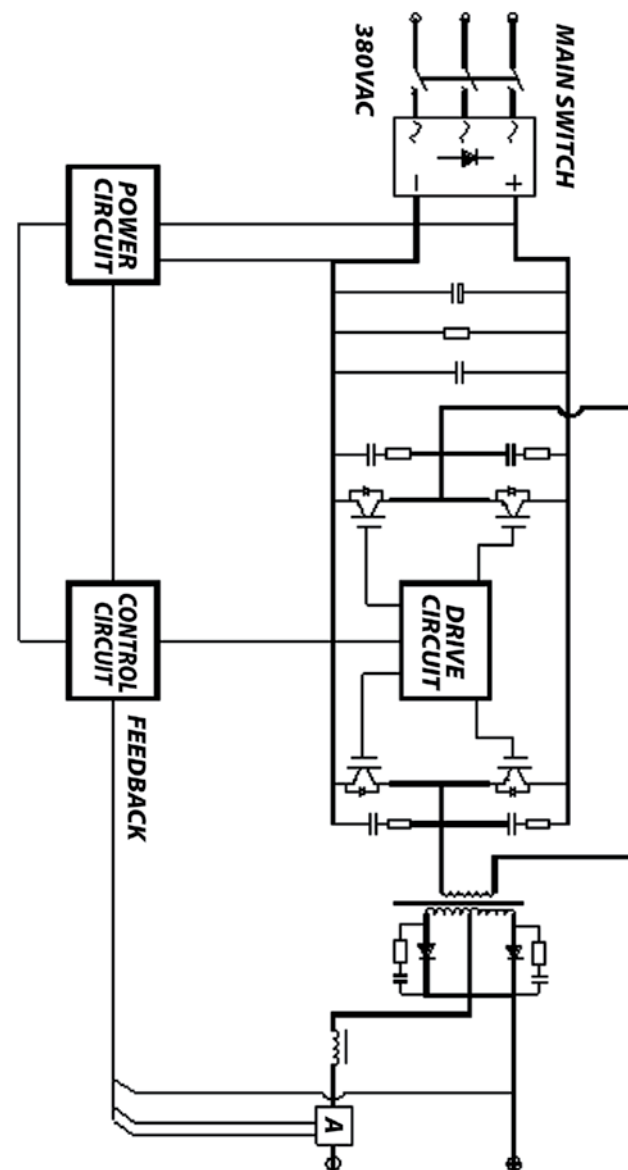 MAIN SWITCH
380VAC
+
−
POWER
CIRCUIT
DRIVE
CIRCUIT
CONTROL
CIRCUIT
FEEDBACK
A